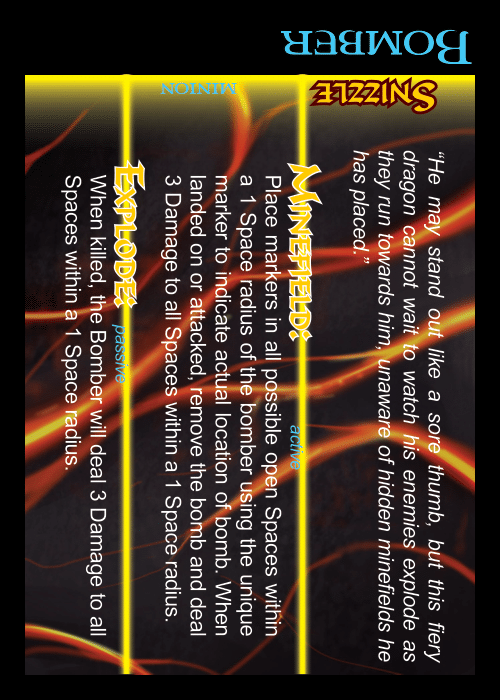 BOMBER
SNIZZLE
MINION
“He may stand out like a sore thumb, but this fiery
dragon cannot wait to watch his enemies explode as
they run towards him, unaware of hidden minefields he
has placed.”
MINEFIELD:
active
Place markers in all possible open Spaces within
a 1 Space radius of the bomber using the unique
marker to indicate actual location of bomb. When
landed on or attacked, remove the bomb and deal
3 Damage to all Spaces within a 1 Space radius.
EXPLODE:
passive
When killed, the Bomber will deal 3 Damage to all
Spaces within a 1 Space radius.